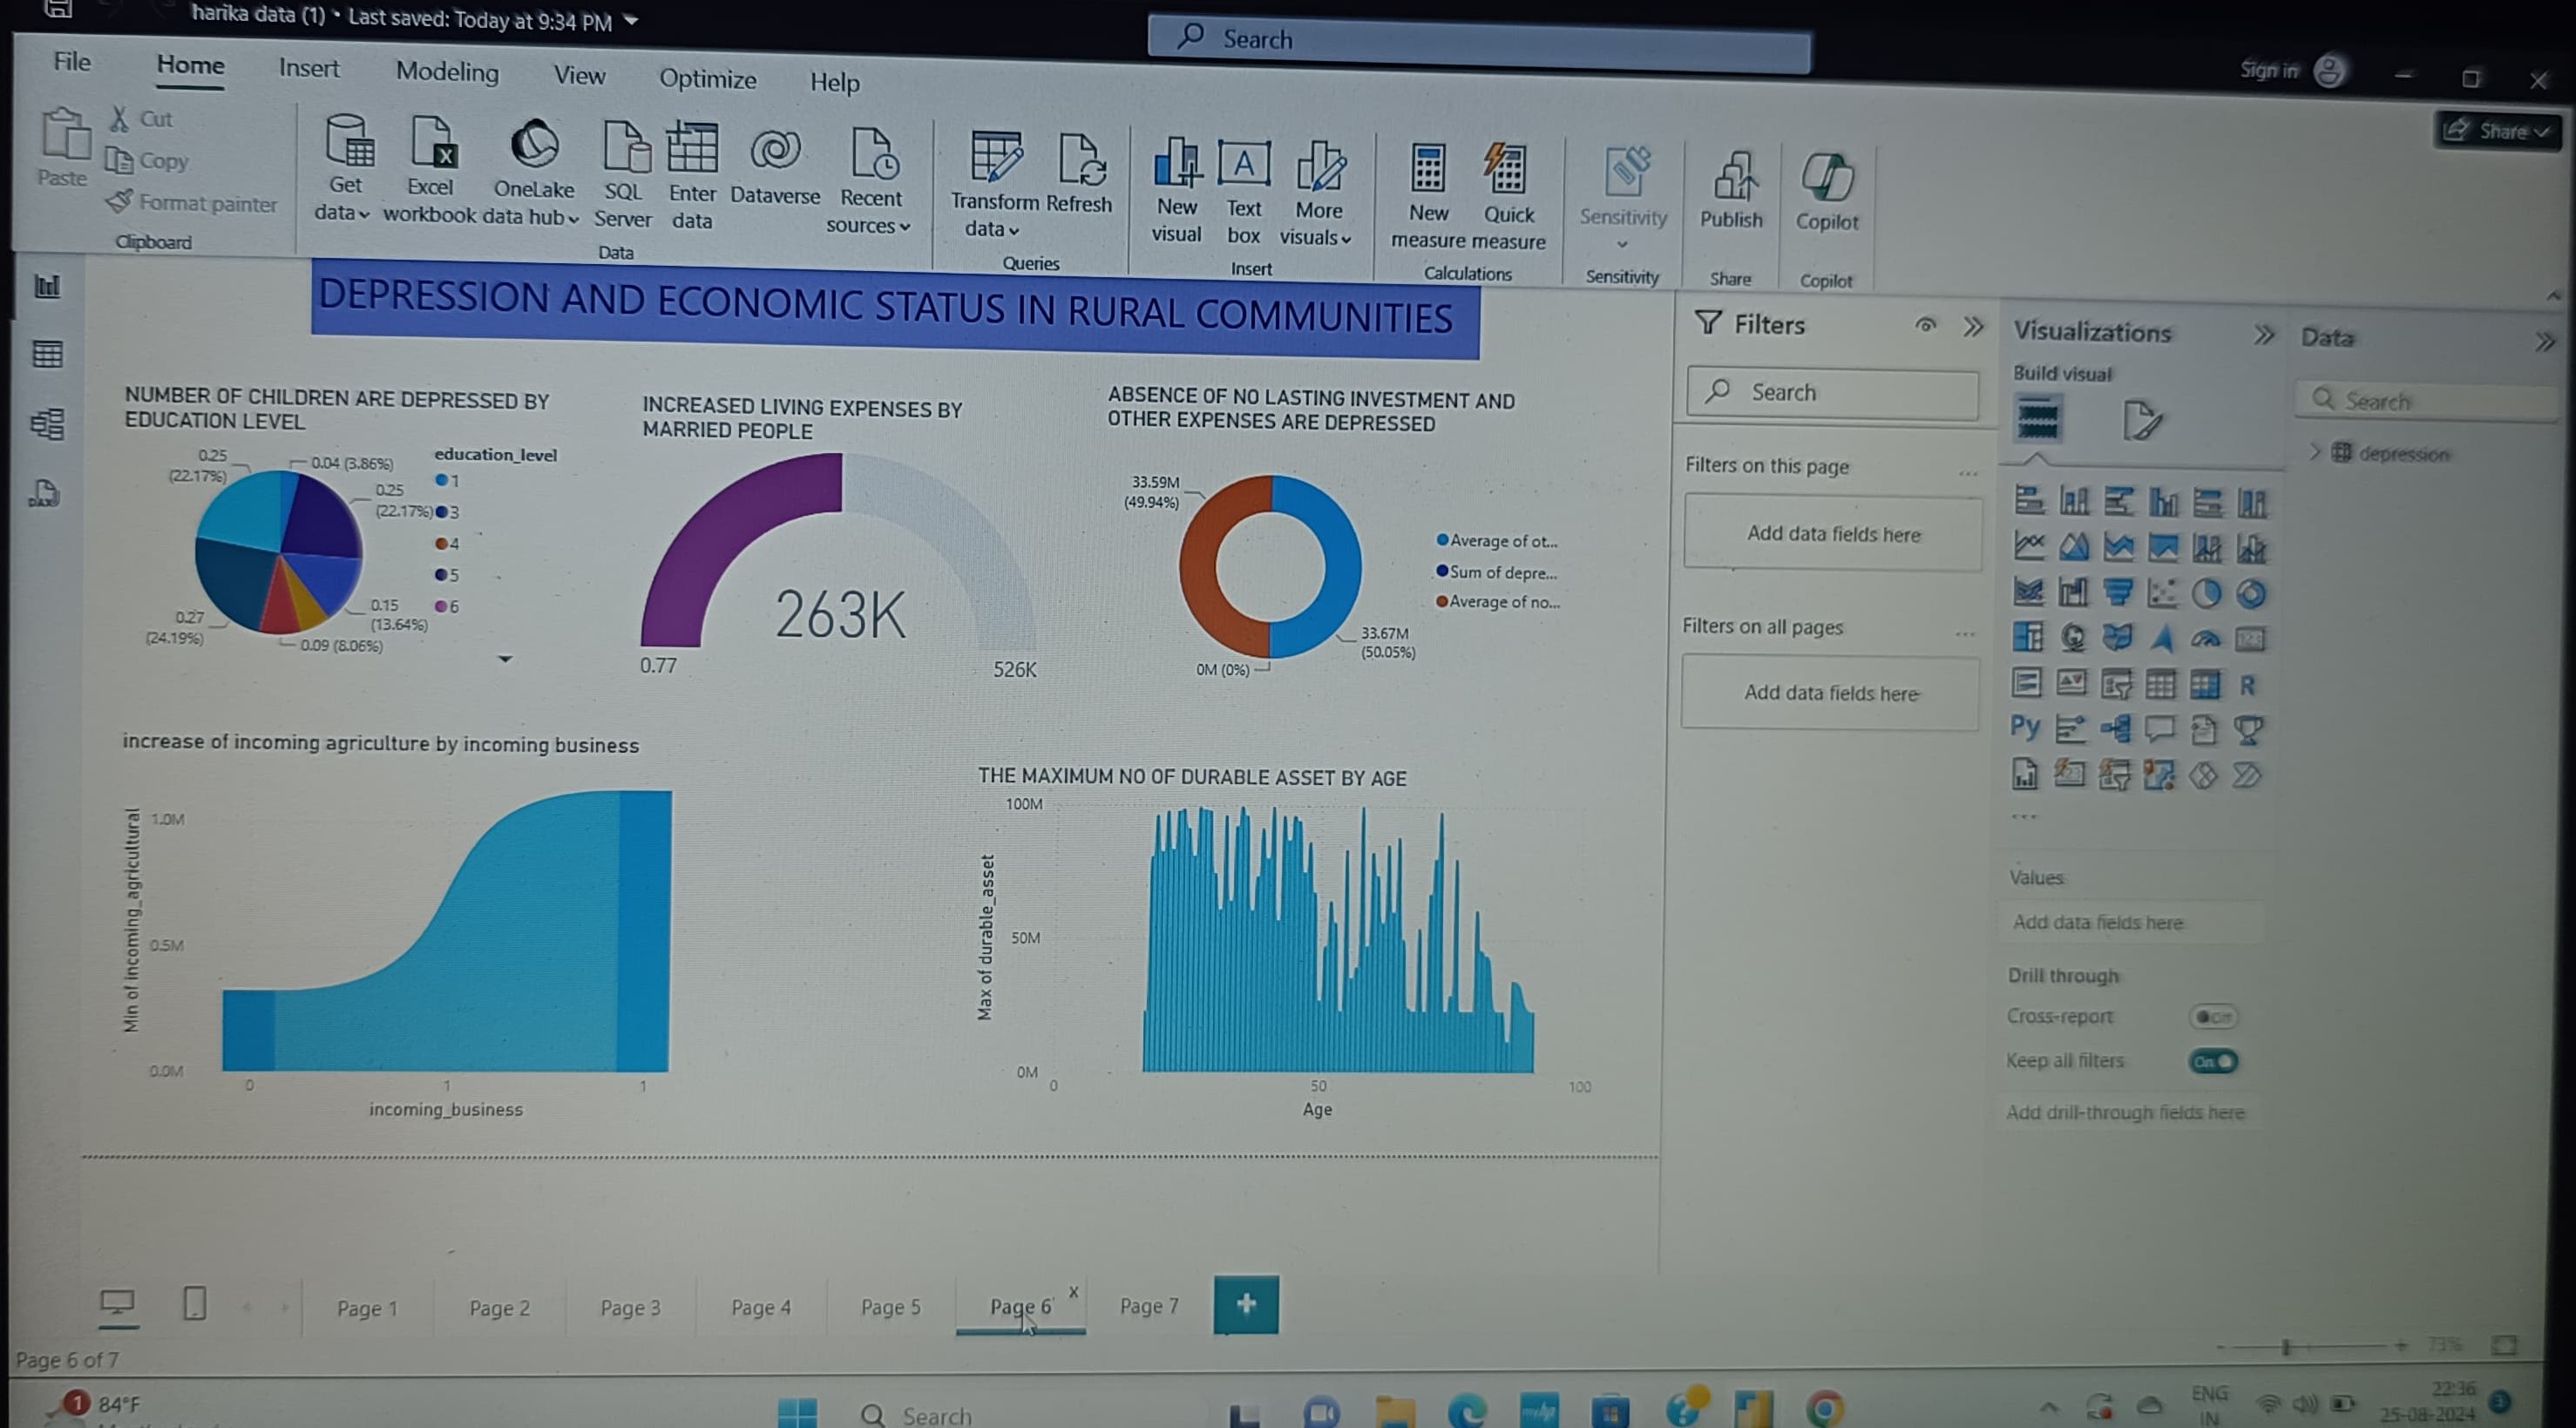 harika data (1) • Last saved: Today at 9:34 PM
Search
Sign in
File Home Insert Modeling View Optimize Help
Share
Paste
Cut
Copy
Format painter
Clipboard
Get data
Excel workbook
OneLake data hub
SQL Server
Enter data
Dataverse
Recent sources
Data
Transform data
Refresh
Queries
New visual
Text box
More visuals
Insert
New measure
Quick measure
Calculations
Sensitivity
Sensitivity
Publish
Share
Copilot
Copilot
DEPRESSION AND ECONOMIC STATUS IN RURAL COMMUNITIES
NUMBER OF CHILDREN ARE DEPRESSED BY
EDUCATION LEVEL
0.25
(22.17%)
0.04 (3.86%)
0.25
(22.17%)
0.15
(13.64%)
0.09 (8.06%)
0.27
(24.19%)
education_level
1
3
4
5
6
INCREASED LIVING EXPENSES BY
MARRIED PEOPLE
263K
0.77
526K
ABSENCE OF NO LASTING INVESTMENT AND
OTHER EXPENSES ARE DEPRESSED
33.59M
(49.94%)
33.67M
(50.05%)
0M (0%)
Average of ot...
Sum of depre...
Average of no...
increase of incoming agriculture by incoming business
Min of incoming_agricultural
1.0M
0.5M
0.0M
0 1 1
incoming_business
THE MAXIMUM NO OF DURABLE ASSET BY AGE
Max of durable_asset
100M
50M
0M
0 50 100
Age
Filters
Search
Filters on this page ...
Add data fields here
Filters on all pages ...
Add data fields here
Visualizations
Build visual
R
Py
...
Values
Add data fields here
Drill through
Cross-report Off
Keep all filters On
Add drill-through fields here
Data
Search
depression
DAX
Page 1 Page 2 Page 3 Page 4 Page 5 Page 6 x Page 7 +
Page 6 of 7
73%
1 84°F
Search
ENG
IN
22:36
25-08-2024
3